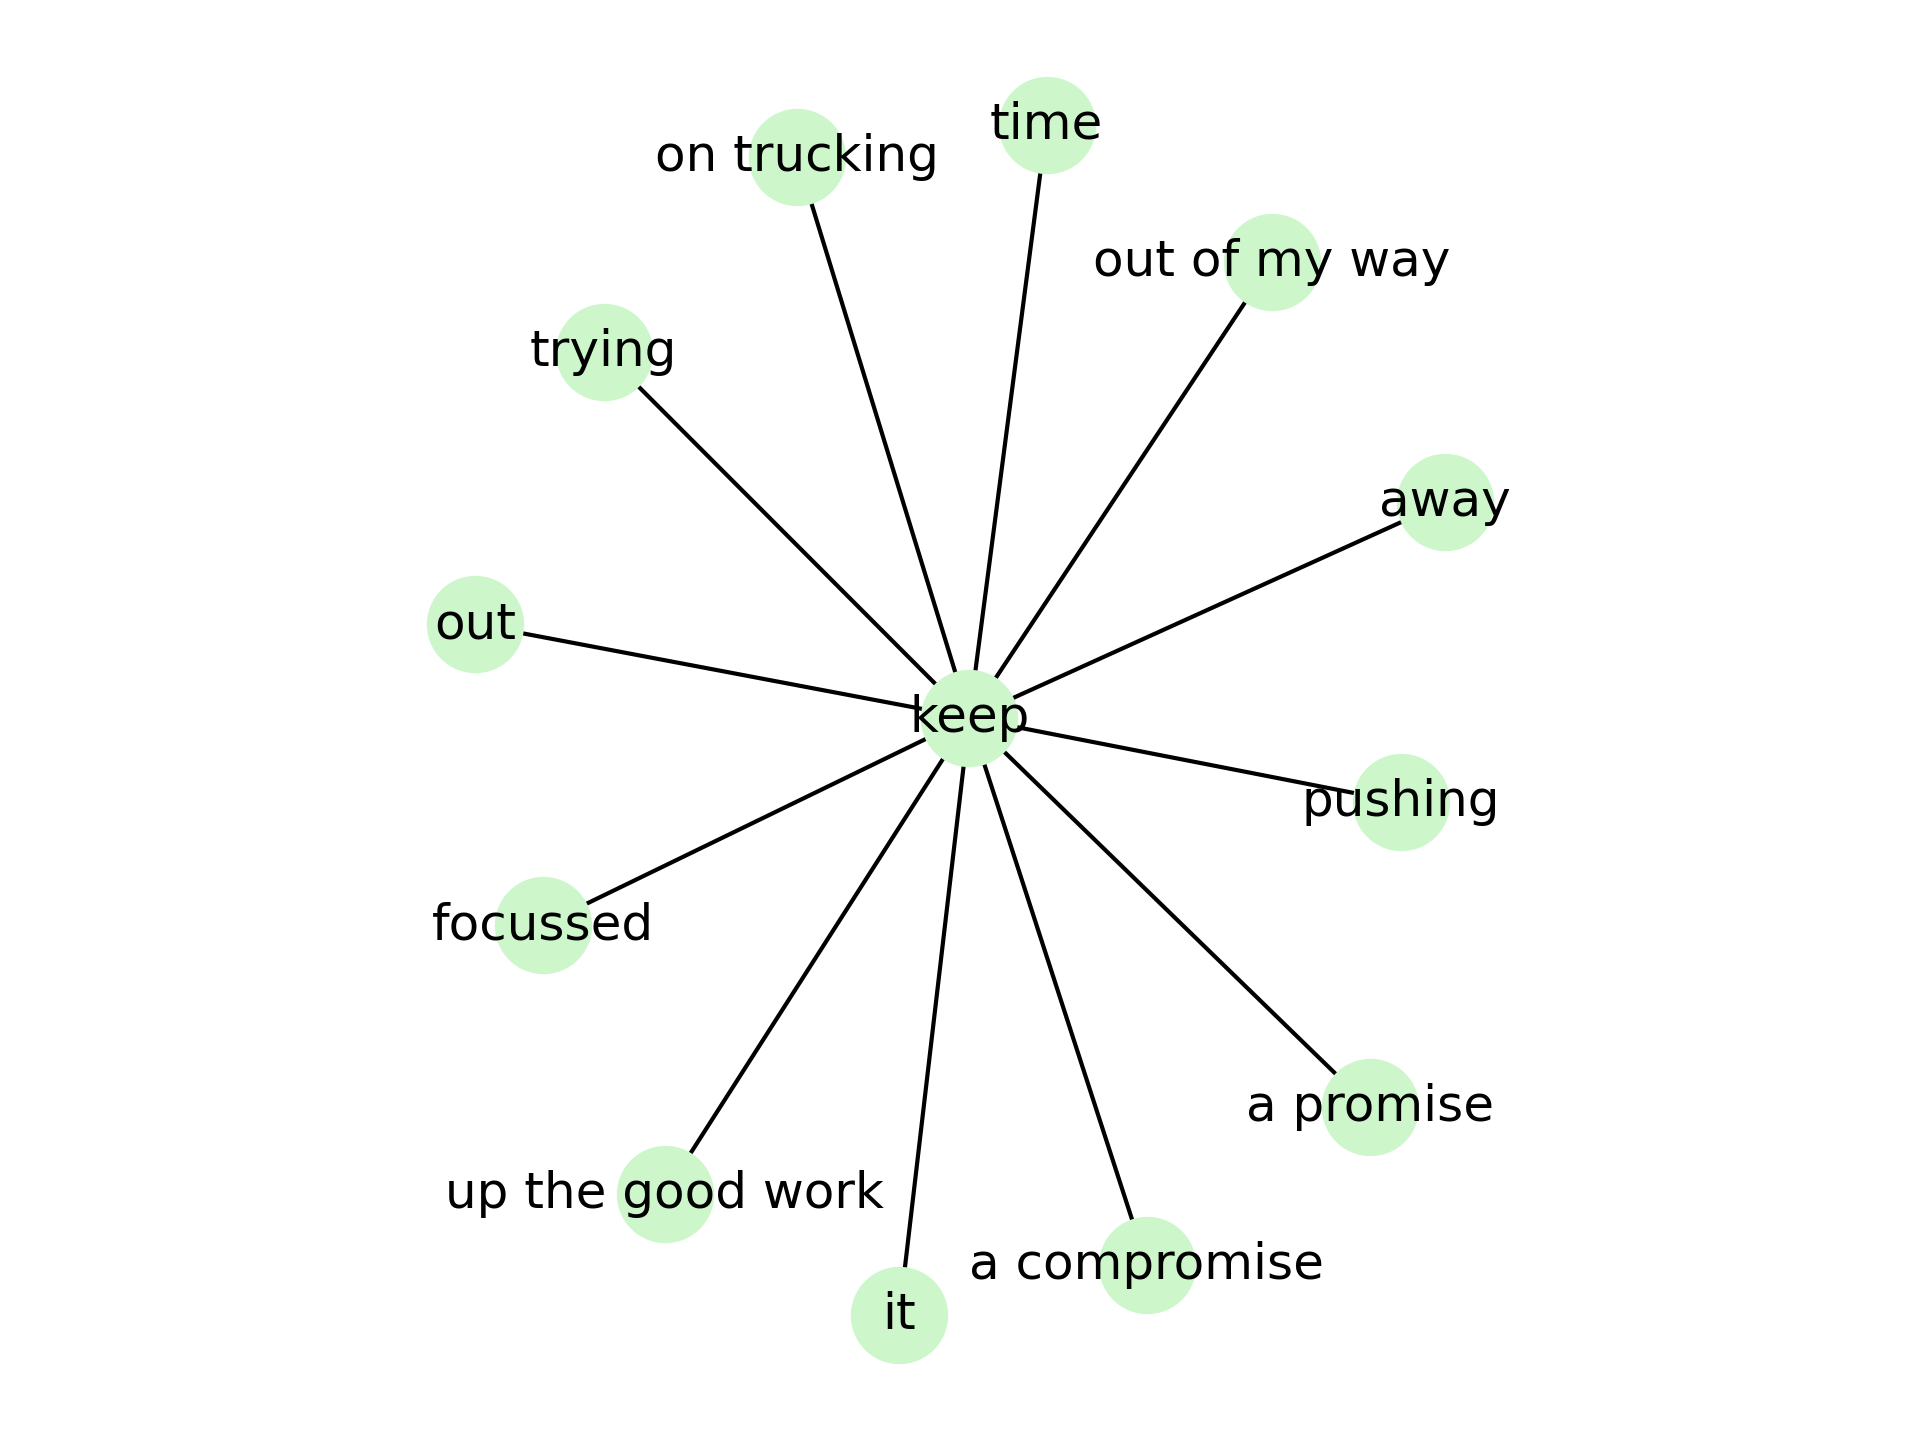 time
on trucking
out of my way
trying
away
out
keep
pushing
focussed
a promise
up the good work
a compromise
it